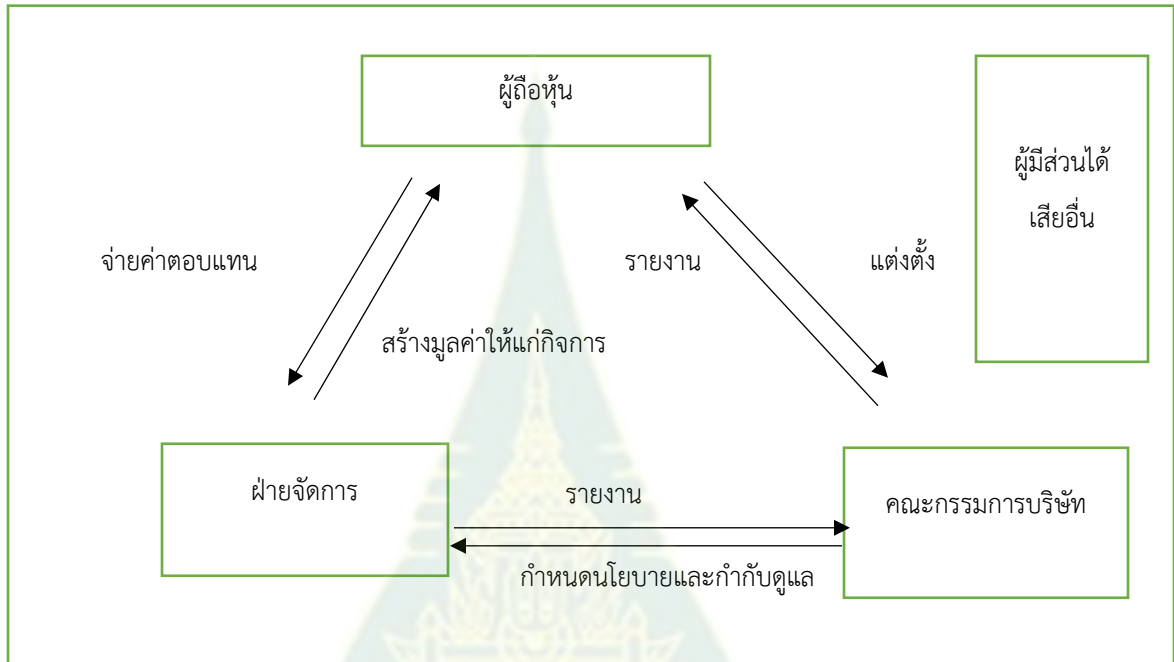 ผู้ถือหุ้น
ผู้มีส่วนได้
เสียอื่น
จ่ายค่าตอบแทน
รายงาน
แต่งตั้ง
สร้างมูลค่าให้แก่กิจการ
ฝ่ายจัดการ
รายงาน
คณะกรรมการบริษัท
กำหนดนโยบายและกำกับดูแล